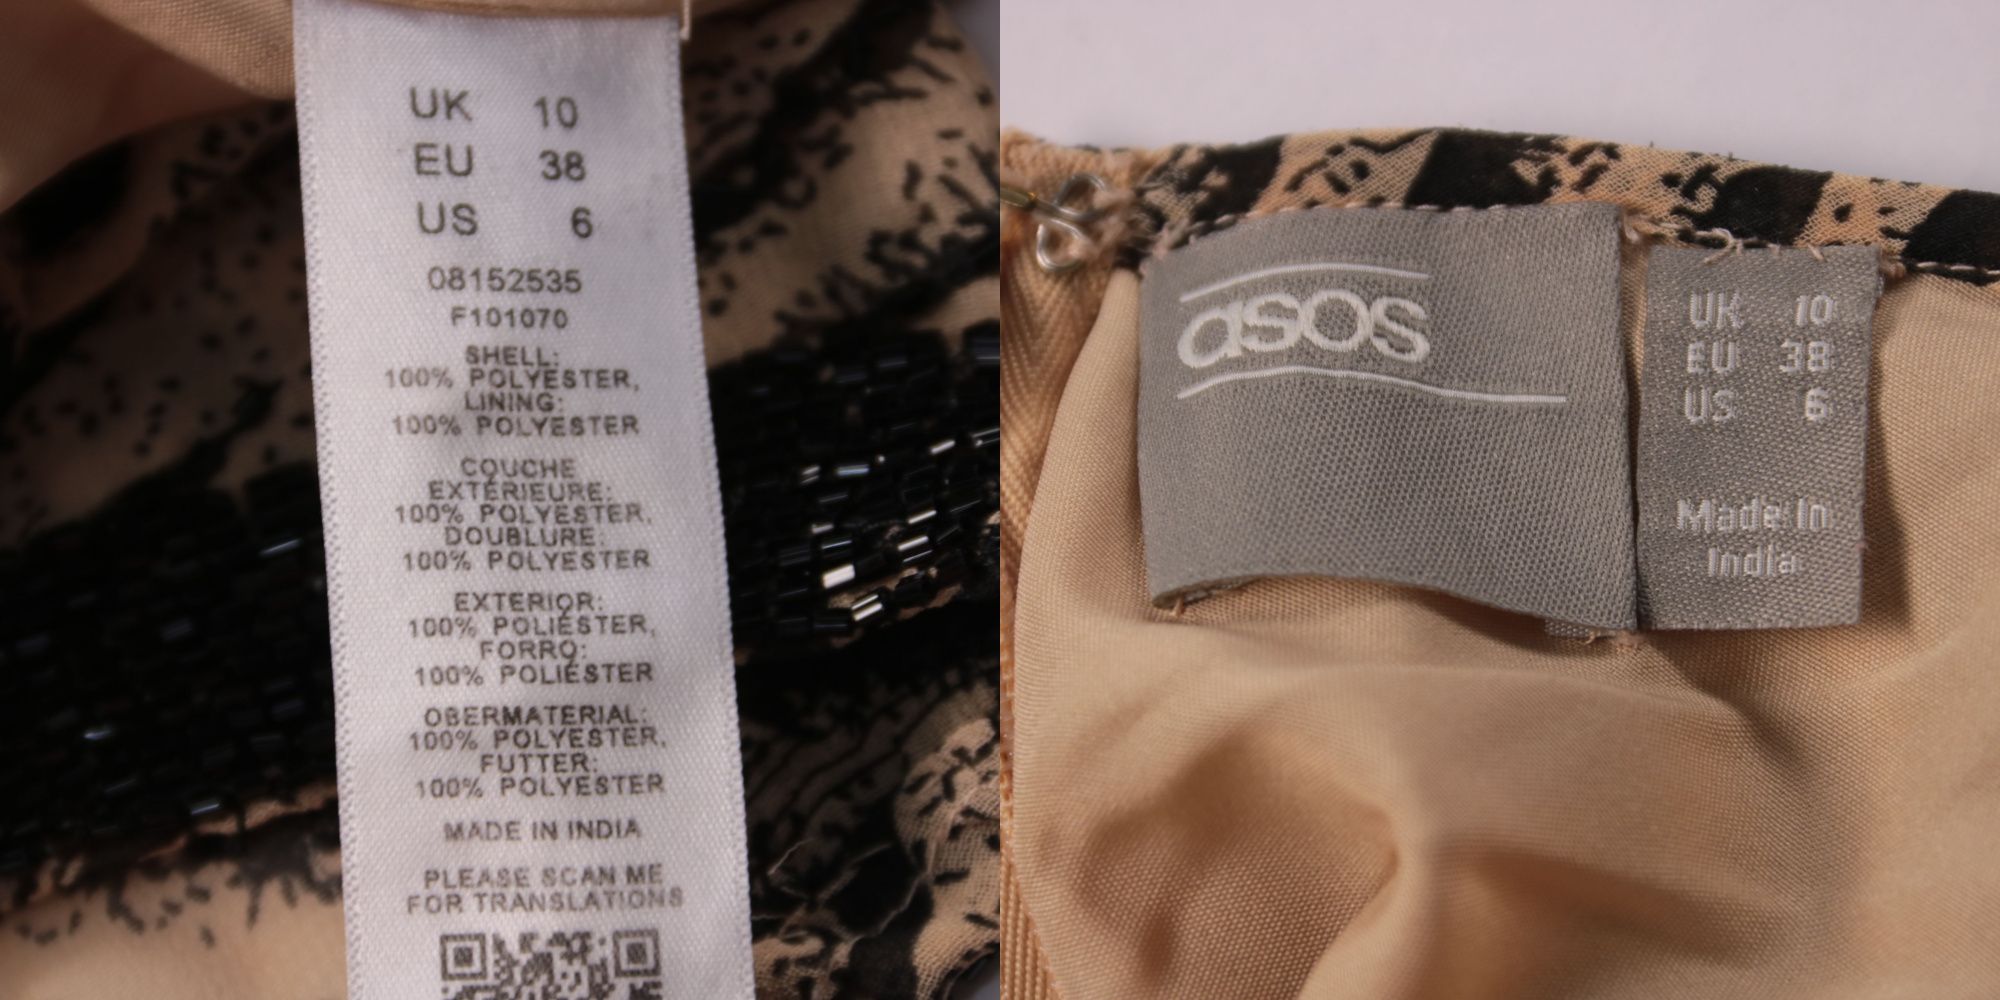 UK 10
EU 38
US 6
08152535
F101070
SHELL:
100% POLYESTER,
LINING:
100% POLYESTER
COUCHE
EXTÉRIEURE:
100% POLYESTER,
DOUBLURE:
100% POLYESTER
EXTERIOR:
100% POLIÉSTER,
FORRO:
100% POLIÉSTER
OBERMATERIAL:
100% POLYESTER,
FUTTER:
100% POLYESTER
MADE IN INDIA
PLEASE SCAN ME
FOR TRANSLATIONS
asos
UK 10
EU 38
US 6
Made In
India